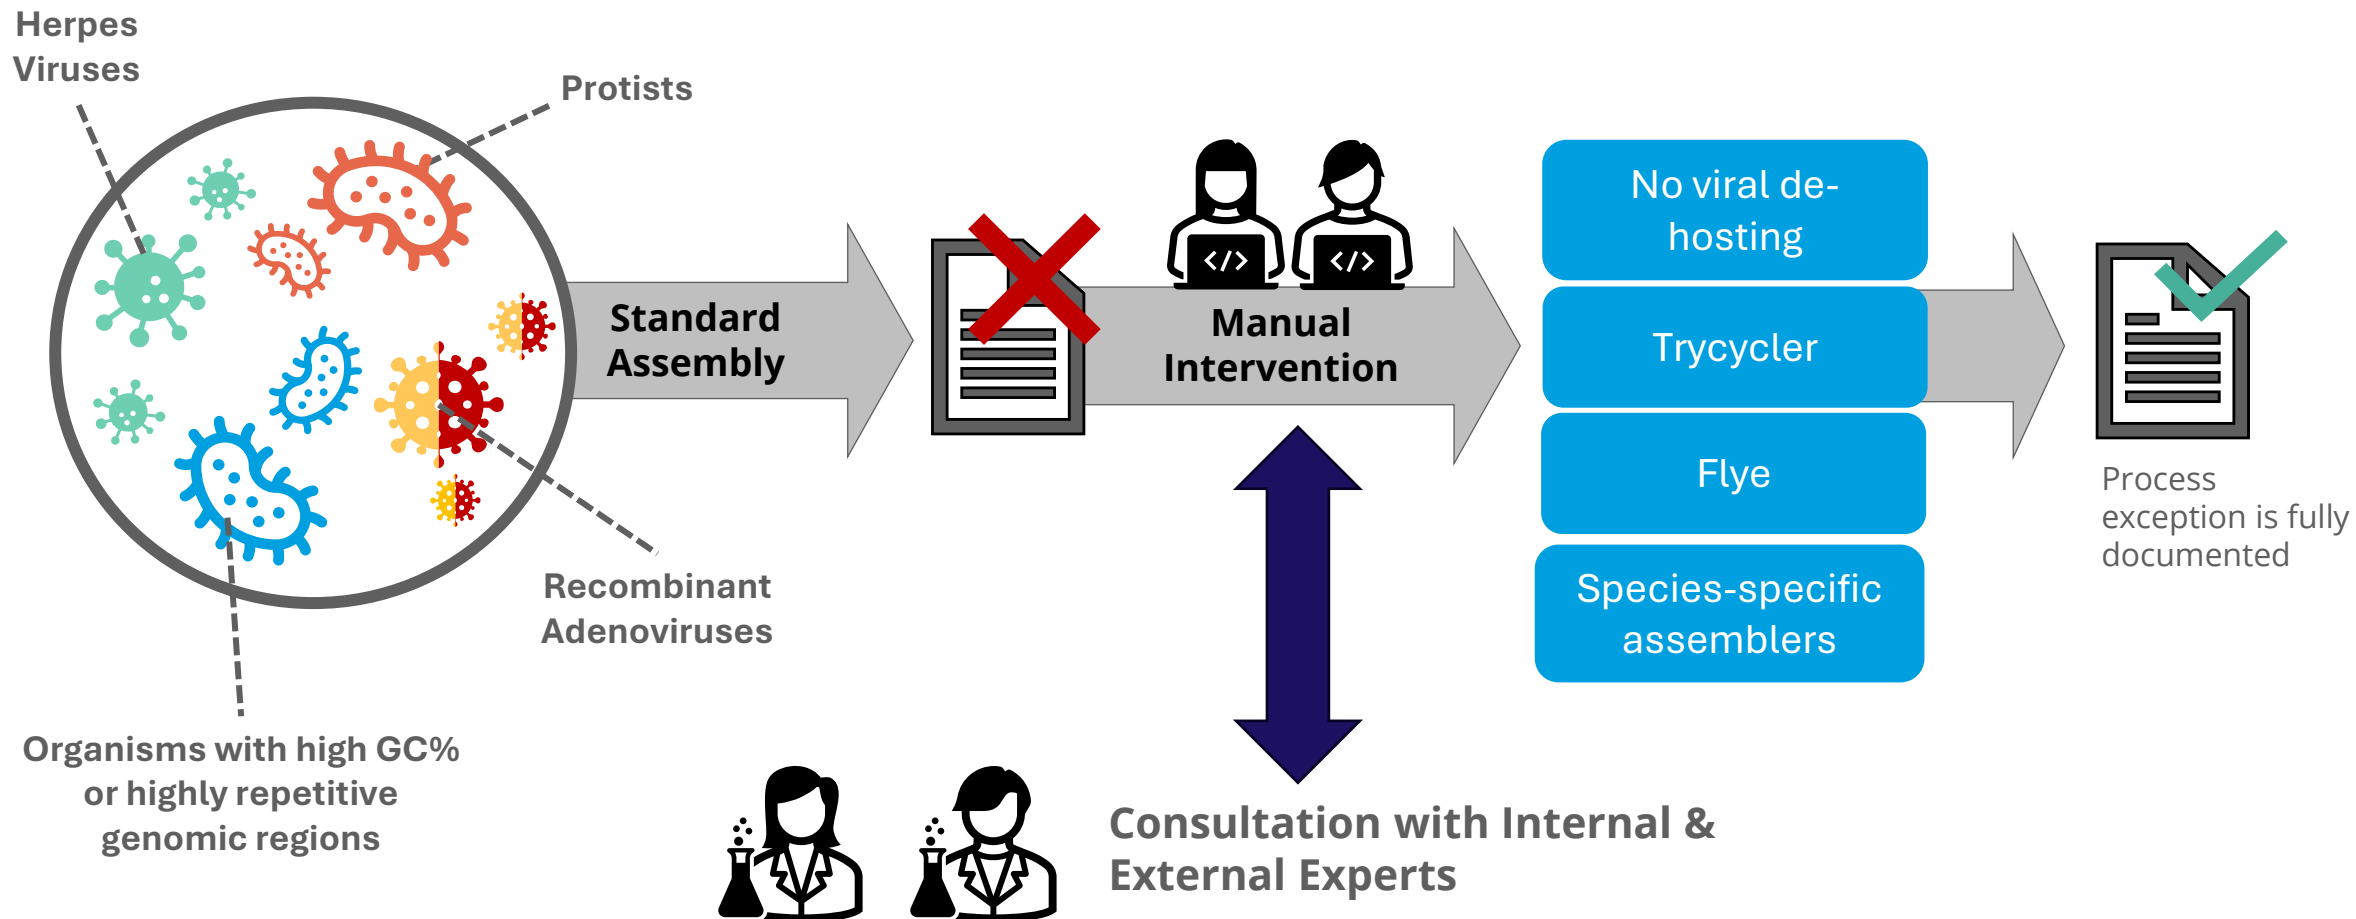 Herpes
Viruses
Protists
Standard
Assembly
Manual
Intervention
</>
</>
No viral de-
hosting
Trycycler
Flye
Species-specific
assemblers
Process
exception is fully
documented
Recombinant
Adenoviruses
Organisms with high GC%
or highly repetitive
genomic regions
Consultation with Internal &
External Experts